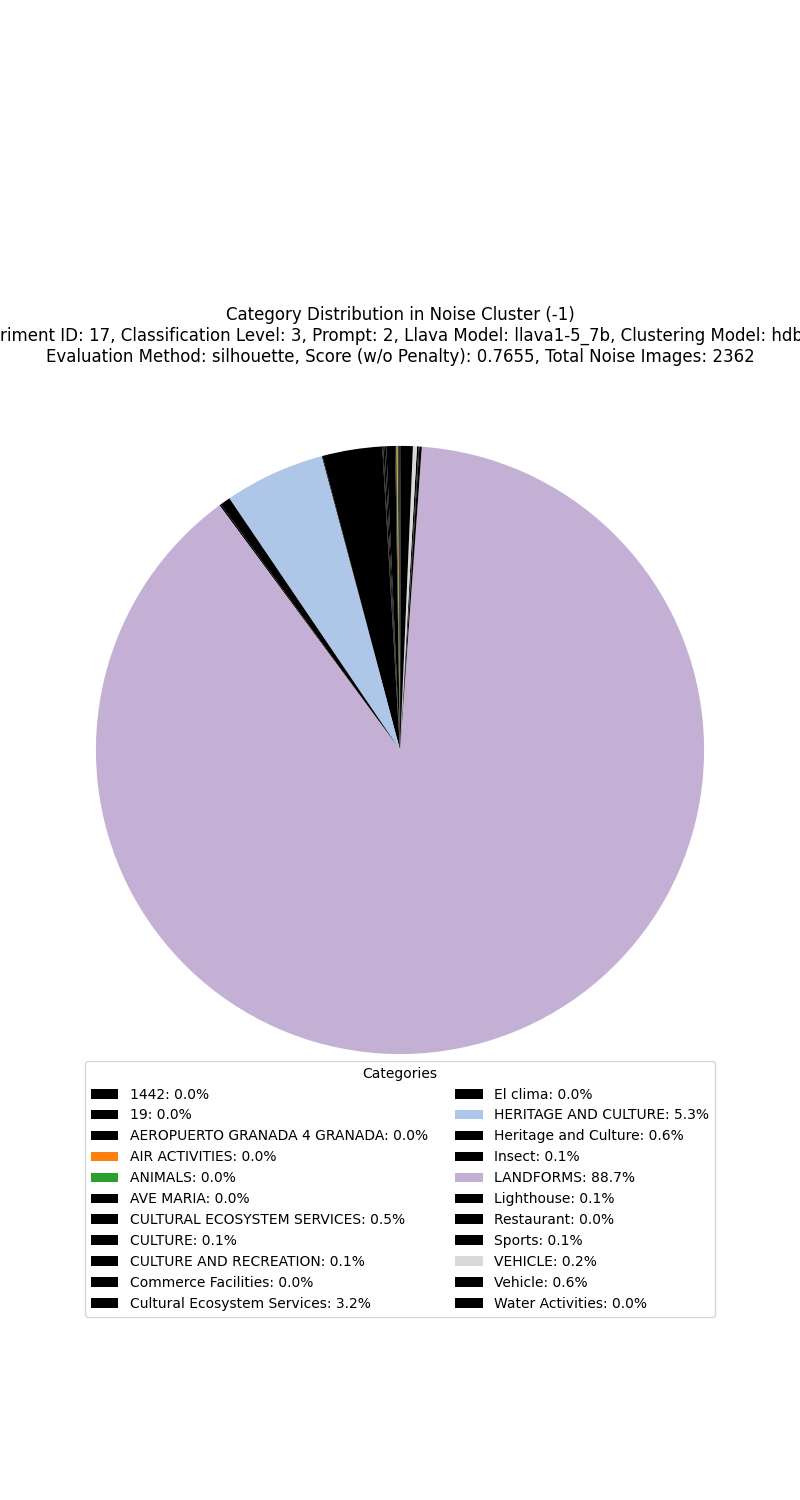 Category Distribution in Noise Cluster (-1)
riment ID: 17, Classification Level: 3, Prompt: 2, Llava Model: llava1-5_7b, Clustering Model: hdb
Evaluation Method: silhouette, Score (w/o Penalty): 0.7655, Total Noise Images: 2362
Categories
1442: 0.0%
19: 0.0%
AEROPUERTO GRANADA 4 GRANADA: 0.0%
AIR ACTIVITIES: 0.0%
ANIMALS: 0.0%
AVE MARIA: 0.0%
CULTURAL ECOSYSTEM SERVICES: 0.5%
CULTURE: 0.1%
CULTURE AND RECREATION: 0.1%
Commerce Facilities: 0.0%
Cultural Ecosystem Services: 3.2%
El clima: 0.0%
HERITAGE AND CULTURE: 5.3%
Heritage and Culture: 0.6%
Insect: 0.1%
LANDFORMS: 88.7%
Lighthouse: 0.1%
Restaurant: 0.0%
Sports: 0.1%
VEHICLE: 0.2%
Vehicle: 0.6%
Water Activities: 0.0%